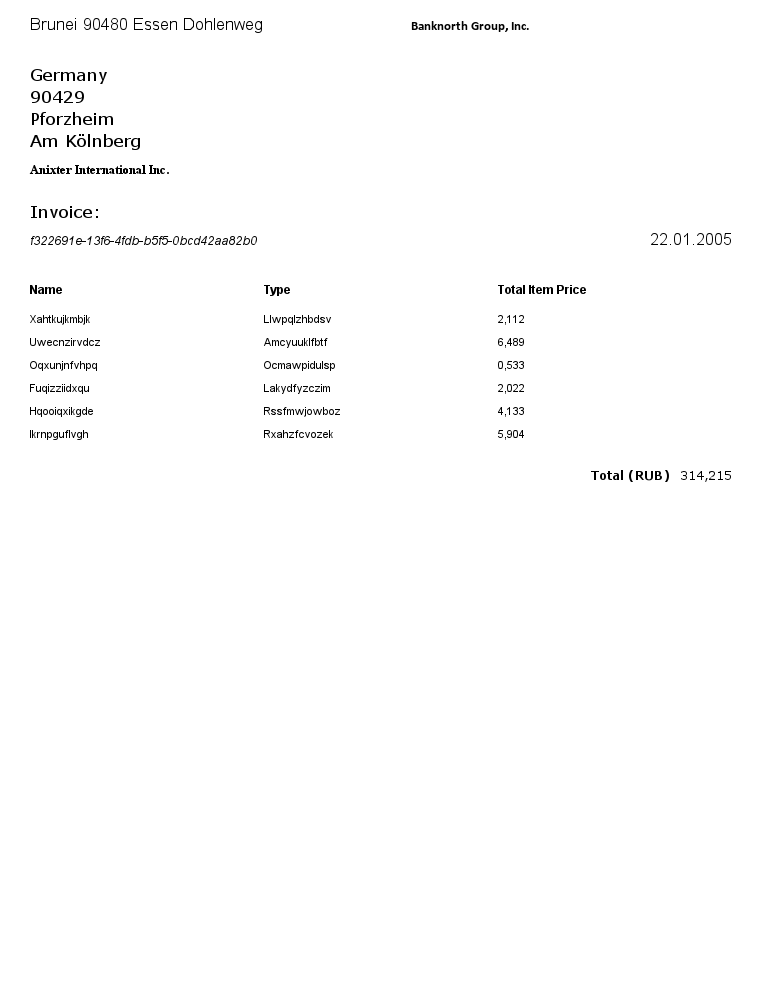 Brunei 90480 Essen Dohlenweg
Banknorth Group, Inc.
Germany
90429
Pforzheim
Am Kölnberg
Anixter International Inc.
Invoice:
f322691e-13f6-4fdb-b5f5-0bcd42aa82b0
22.01.2005
Name Type Total Item Price
Xahtkujkmbjk Llwpqlzhbdsv 2,112
Uwecnzirvdcz Amcyuuklfbtf 6,489
Oqxunjnfvhpq Ocmawpidulsp 0,533
Fuqizziidxqu Lakydfyzczim 2,022
Hqooiqxikgde Rssfmwjowboz 4,133
Ikrnpguflvgh Rxahzfcvozek 5,904
Total (RUB) 314,215